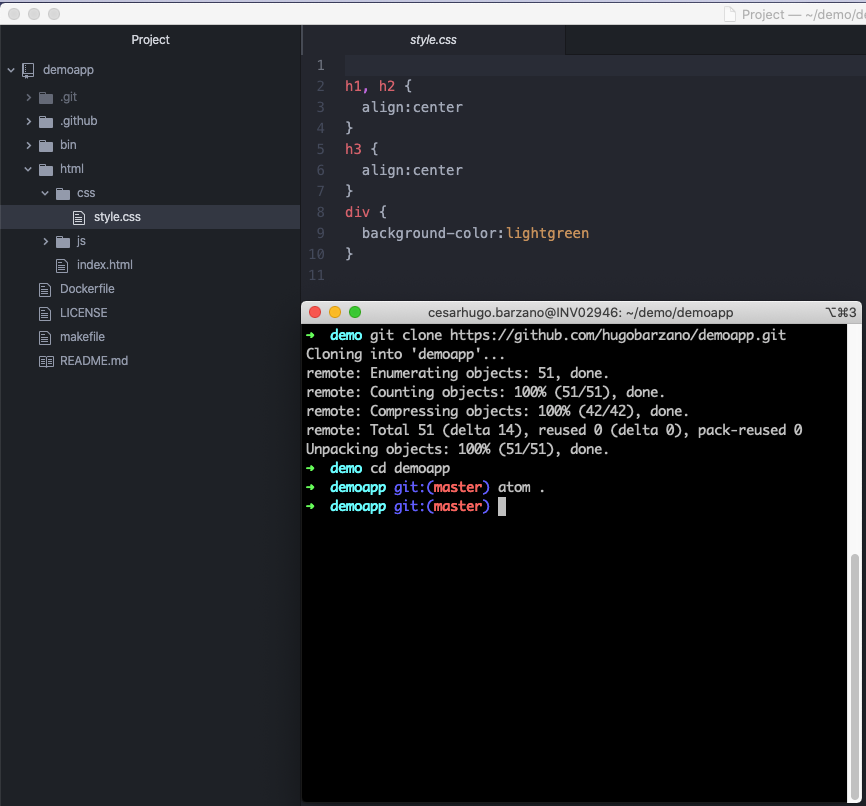 Project — ~/demo/de
Project
demoapp
.git
.github
bin
html
css
style.css
js
index.html
Dockerfile
LICENSE
makefile
README.md
style.css
1
2 h1, h2 {
3 align:center
4 }
5 h3 {
6 align:center
7 }
8 div {
9 background-color:lightgreen
10 }
11
cesarhugo.barzano@INV02946: ~/demo/demoapp ⌥⌘3
➜ demo git clone https://github.com/hugobarzano/demoapp.git
Cloning into 'demoapp'...
remote: Enumerating objects: 51, done.
remote: Counting objects: 100% (51/51), done.
remote: Compressing objects: 100% (42/42), done.
remote: Total 51 (delta 14), reused 0 (delta 0), pack-reused 0
Unpacking objects: 100% (51/51), done.
➜ demo cd demoapp
➜ demoapp git:(master) atom .
➜ demoapp git:(master)